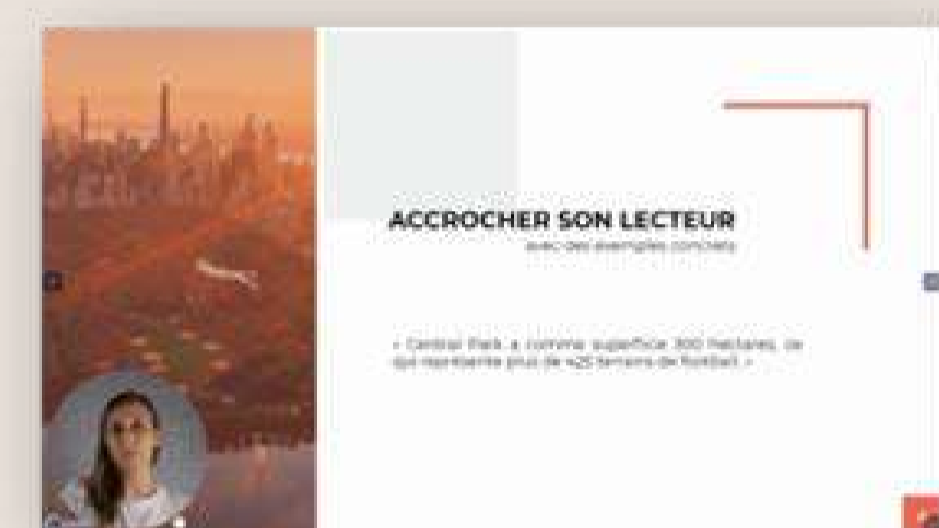 ACCROCHER SON LECTEUR
avec des exemples concrets
« Central Park a comme superficie 300 hectares, ce
qui représente plus de 425 terrains de football. »